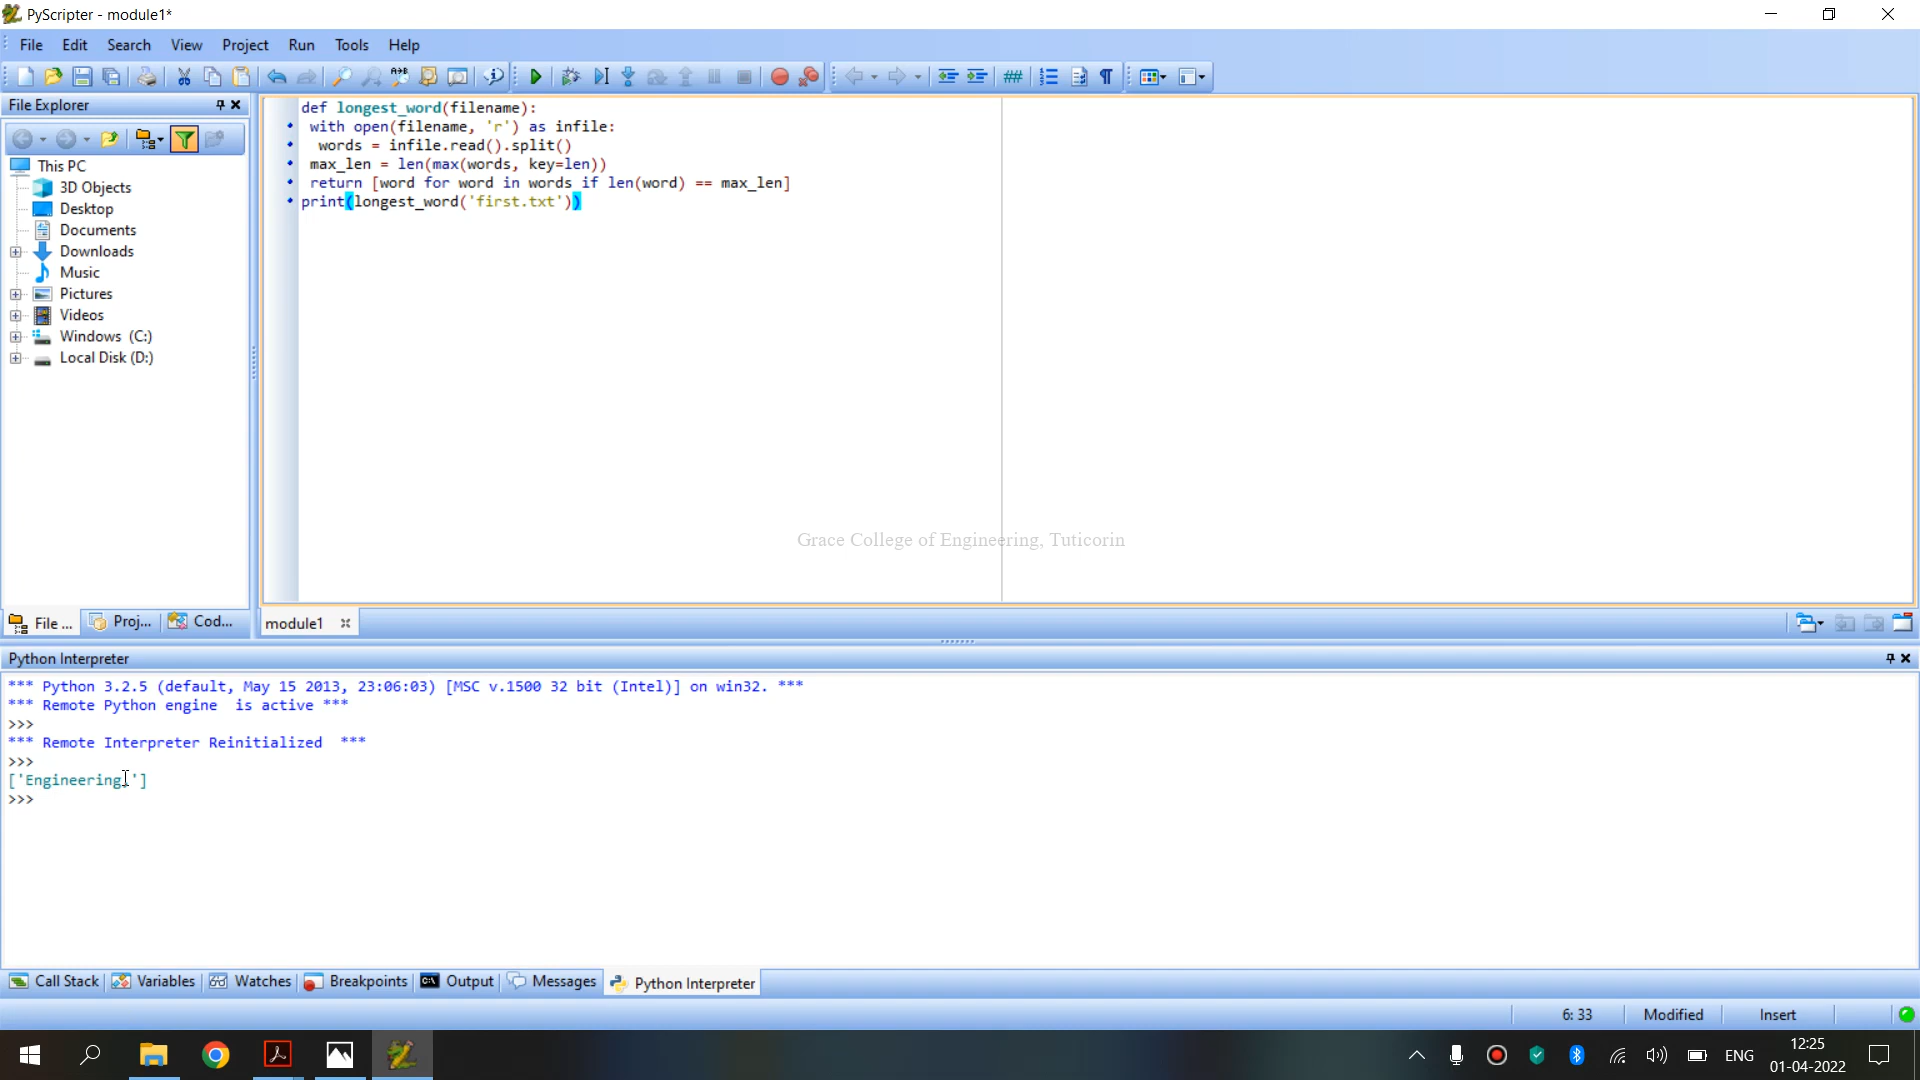 PyScripter - module1*
File Edit Search View Project Run Tools Help
File Explorer
This PC
3D Objects
Desktop
Documents
Downloads
Music
Pictures
Videos
Windows (C:)
Local Disk (D:)
File ... Proj... Cod...
def longest_word(filename):
 with open(filename, 'r') as infile:
  words = infile.read().split()
 max_len = len(max(words, key=len))
 return [word for word in words if len(word) == max_len]
print(longest_word('first.txt'))
Grace College of Engineering, Tuticorin
module1
Python Interpreter
*** Python 3.2.5 (default, May 15 2013, 23:06:03) [MSC v.1500 32 bit (Intel)] on win32. ***
*** Remote Python engine  is active ***
>>>
*** Remote Interpreter Reinitialized  ***
>>>
['Engineering,']
>>>
Call Stack Variables Watches Breakpoints Output Messages Python Interpreter
6: 33 Modified Insert
ENG 12:25
01-04-2022